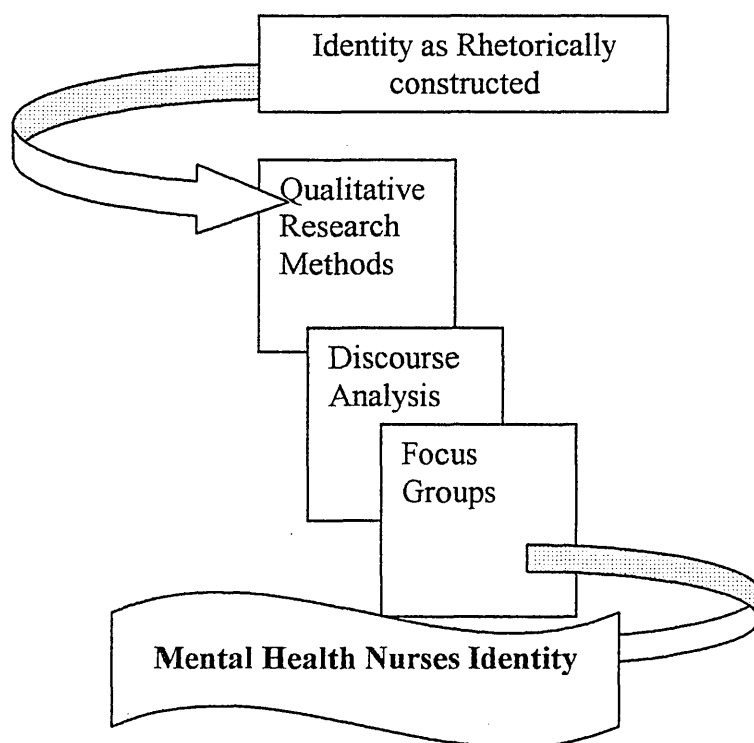 Identity as Rhetorically
constructed
Qualitative
Research
Methods
Discourse
Analysis
Focus
Groups
Mental Health Nurses Identity